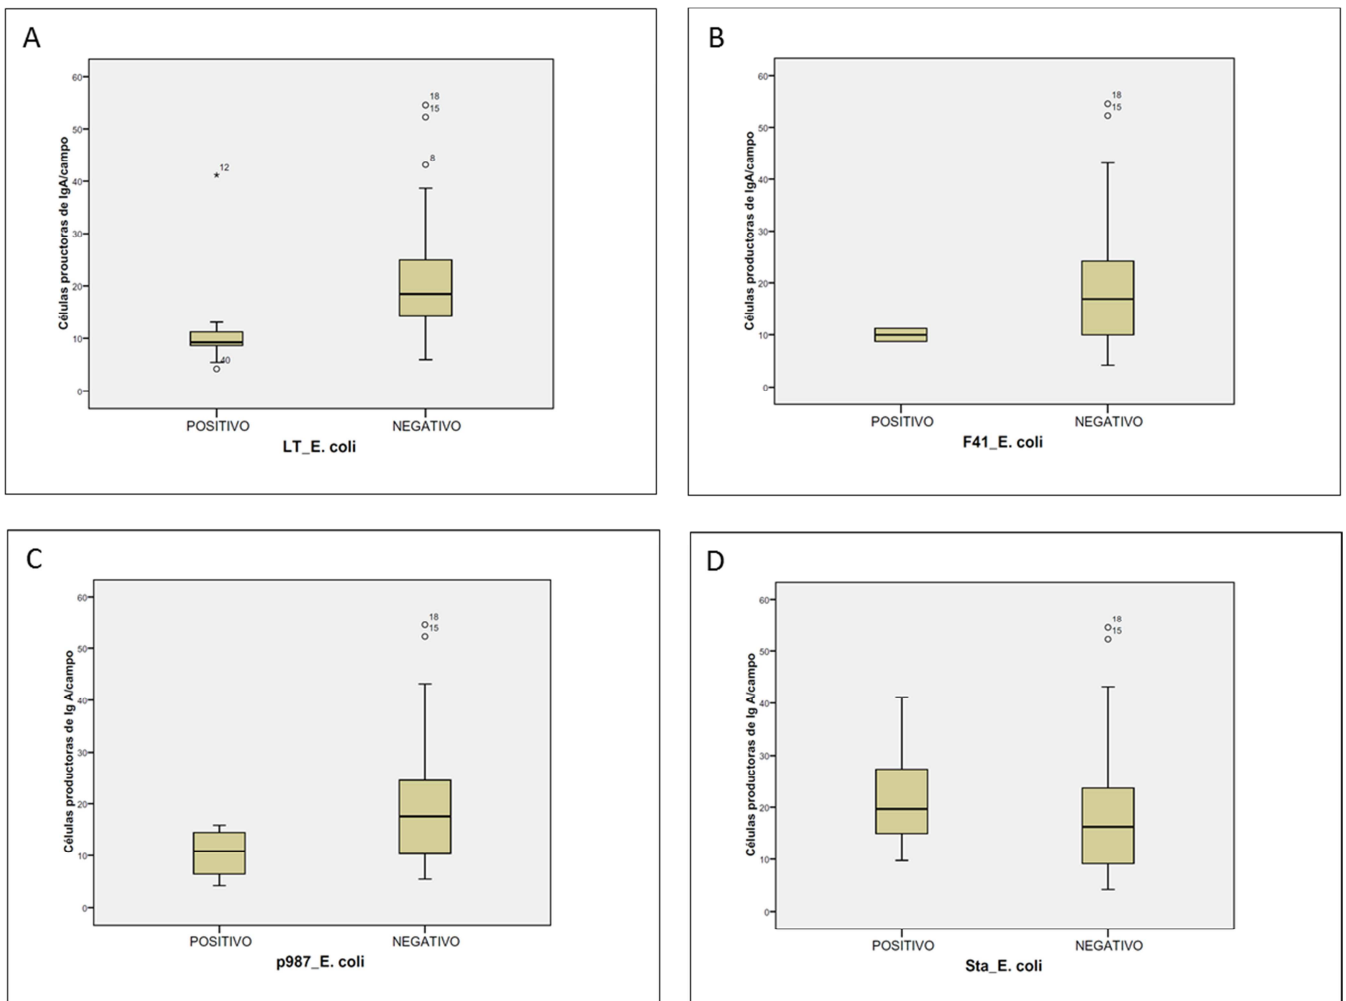 A
Células prouctoras de IgA/campo
60
50
40
30
20
10
0
12
40
18
15
8
POSITIVO NEGATIVO
LT_E. coli
B
Células productoras de IgA/campo
60
50
40
30
20
10
0
18
15
POSITIVO NEGATIVO
F41_E. coli
C
Células productoras de Ig A/campo
60
50
40
30
20
10
0
18
15
POSITIVO NEGATIVO
p987_E. coli
D
Células productoras de Ig A/campo
60
50
40
30
20
10
0
18
15
POSITIVO NEGATIVO
Sta_E. coli